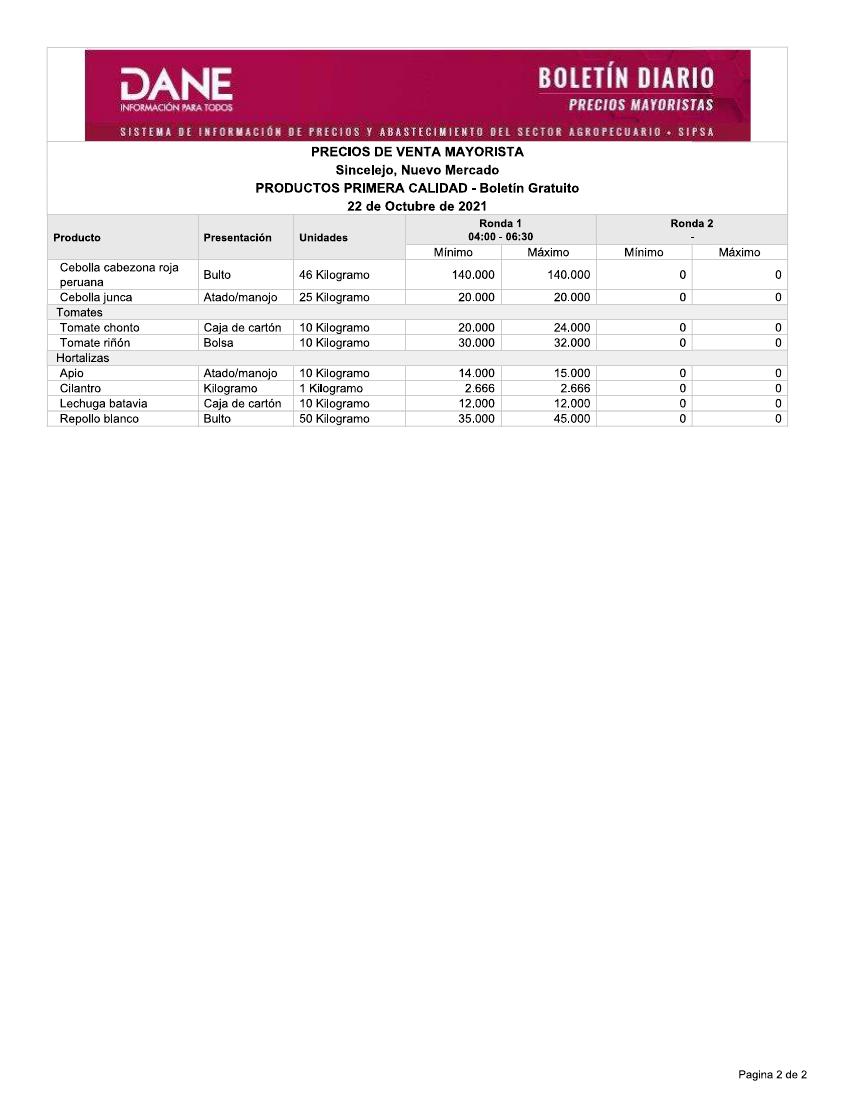 DANE
INFORMACIÓN PARA TODOS
BOLETÍN DIARIO
PRECIOS MAYORISTAS
SISTEMA DE INFORMACIÓN DE PRECIOS Y ABASTECIMIENTO DEL SECTOR AGROPECUARIO • SIPSA
PRECIOS DE VENTA MAYORISTA
Sincelejo, Nuevo Mercado
PRODUCTOS PRIMERA CALIDAD - Boletín Gratuito
22 de Octubre de 2021
Producto Presentación Unidades Ronda 1 Ronda 2
04:00 - 06:30 -
Mínimo Máximo Mínimo Máximo
Cebolla cabezona roja
peruana Bulto 46 Kilogramo 140.000 140.000 0 0
Cebolla junca Atado/manojo 25 Kilogramo 20.000 20.000 0 0
Tomates
Tomate chonto Caja de cartón 10 Kilogramo 20.000 24.000 0 0
Tomate riñón Bolsa 10 Kilogramo 30.000 32.000 0 0
Hortalizas
Apio Atado/manojo 10 Kilogramo 14.000 15.000 0 0
Cilantro Kilogramo 1 Kilogramo 2.666 2.666 0 0
Lechuga batavia Caja de cartón 10 Kilogramo 12.000 12.000 0 0
Repollo blanco Bulto 50 Kilogramo 35.000 45.000 0 0
Pagina 2 de 2